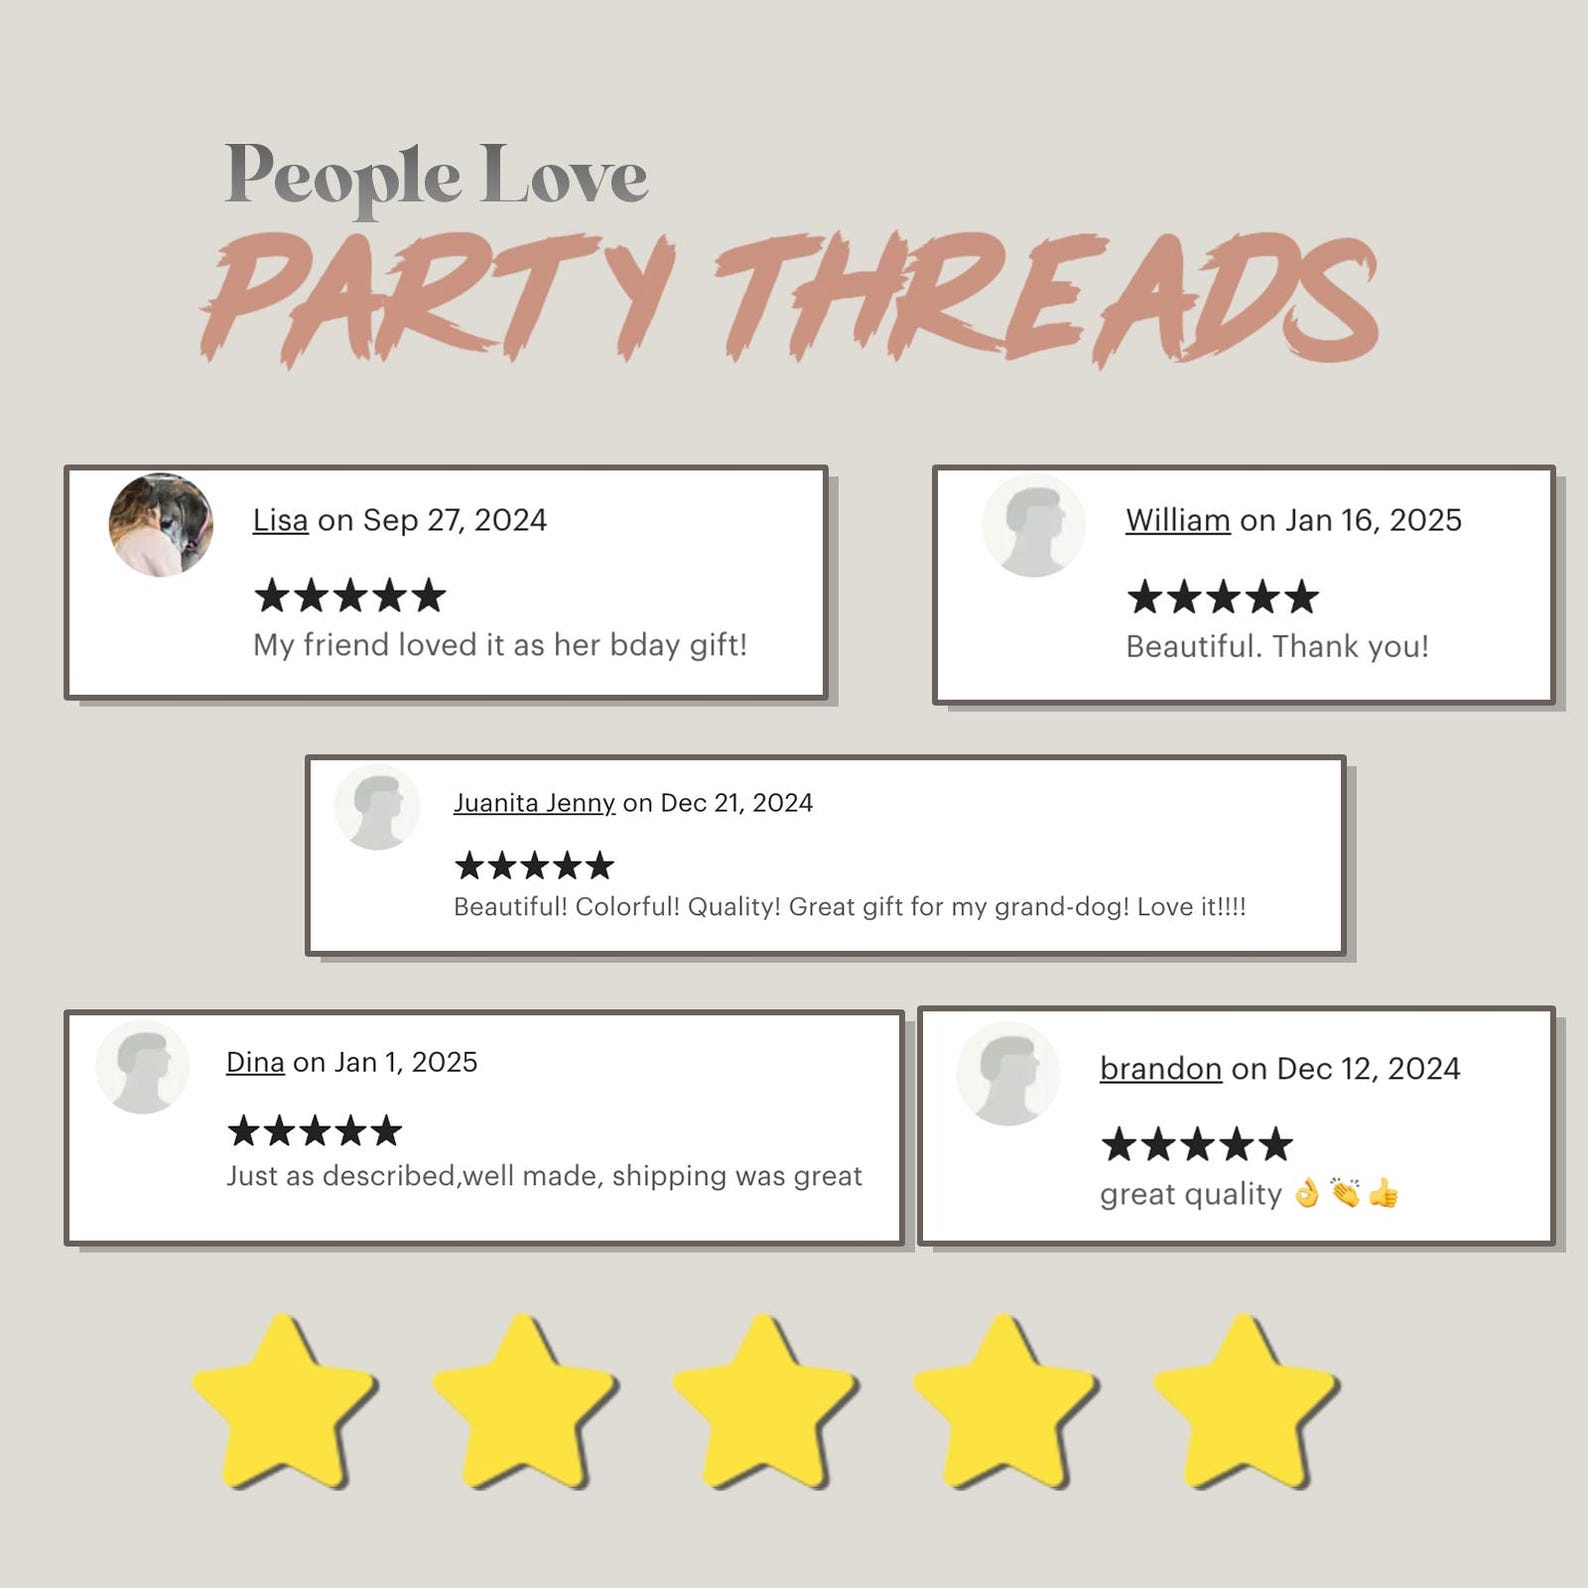 People Love
PARTY THREADS
Lisa on Sep 27, 2024
My friend loved it as her bday gift!
William on Jan 16, 2025
Beautiful. Thank you!
Juanita Jenny on Dec 21, 2024
Beautiful! Colorful! Quality! Great gift for my grand-dog! Love it!!!!
Dina on Jan 1, 2025
Just as described,well made, shipping was great
brandon on Dec 12, 2024
great quality 👌👏👍